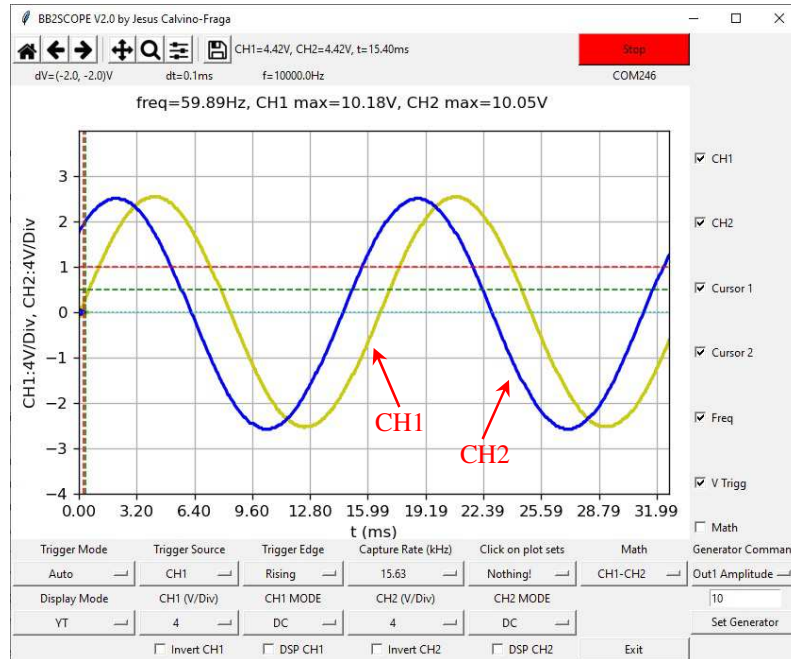 BB2SCOPE V2.0 by Jesus Calvino-Fraga
CH1=4.42V, CH2=4.42V, t=15.40ms
Stop
dV=(-2.0, -2.0)V dt=0.1ms f=10000.0Hz COM246
freq=59.89Hz, CH1 max=10.18V, CH2 max=10.05V
CH1:4V/Div, CH2:4V/Div
3
2
1
0
−1
−2
−3
−4
CH1
CH2
0.00 3.20 6.40 9.60 12.80 15.99 19.19 22.39 25.59 28.79 31.99
t (ms)
CH1
CH2
Cursor 1
Cursor 2
Freq
V Trigg
Math
Trigger Mode Trigger Source Trigger Edge Capture Rate (kHz) Click on plot sets Math Generator Comman
Auto CH1 Rising 15.63 Nothing! CH1-CH2 Out1 Amplitude
Display Mode CH1 (V/Div) CH1 MODE CH2 (V/Div) CH2 MODE 10
YT 4 DC 4 DC Set Generator
Invert CH1 DSP CH1 Invert CH2 DSP CH2 Exit